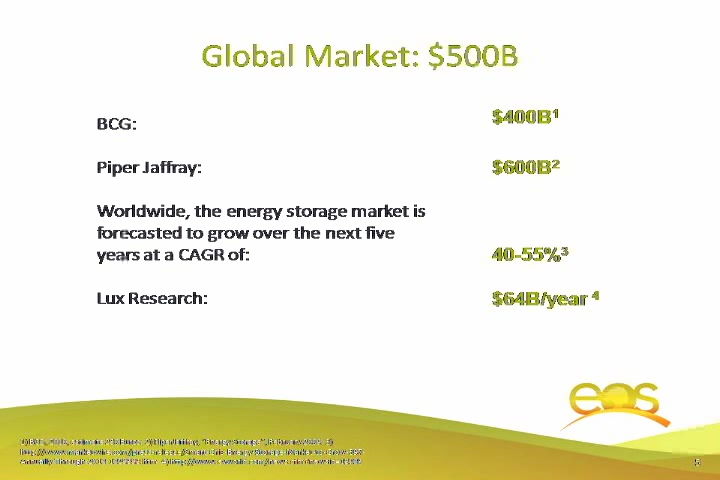 Global Market: $500B
BCG: $400B¹
Piper Jaffray: $600B²
Worldwide, the energy storage market is
forecasted to grow over the next five
years at a CAGR of: 40-55%³
Lux Research: $64B/year ⁴
eos
5